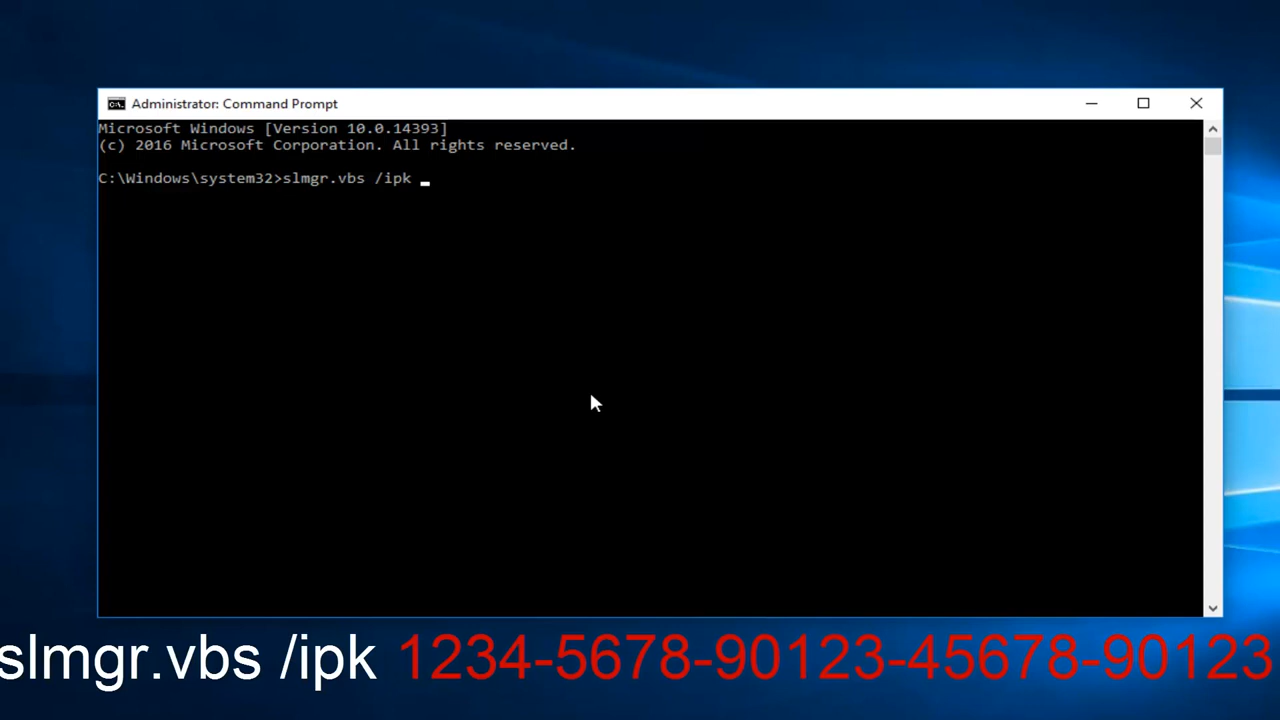 Administrator: Command Prompt
Microsoft Windows [Version 10.0.14393]
(c) 2016 Microsoft Corporation. All rights reserved.
C:\Windows\system32>slmgr.vbs /ipk _
slmgr.vbs /ipk 1234-5678-90123-45678-90123